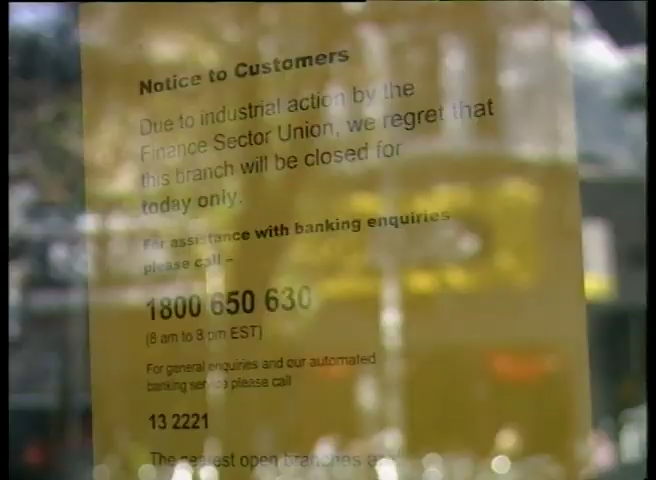 Notice to Customers
Due to industrial action by the
Finance Sector Union, we regret that
this branch will be closed for
today only.
For assistance with banking enquiries
please call –
1800 650 630
(8 am to 8 pm EST)
For general enquiries and our automated
banking service please call
13 2221
The nearest open branches are